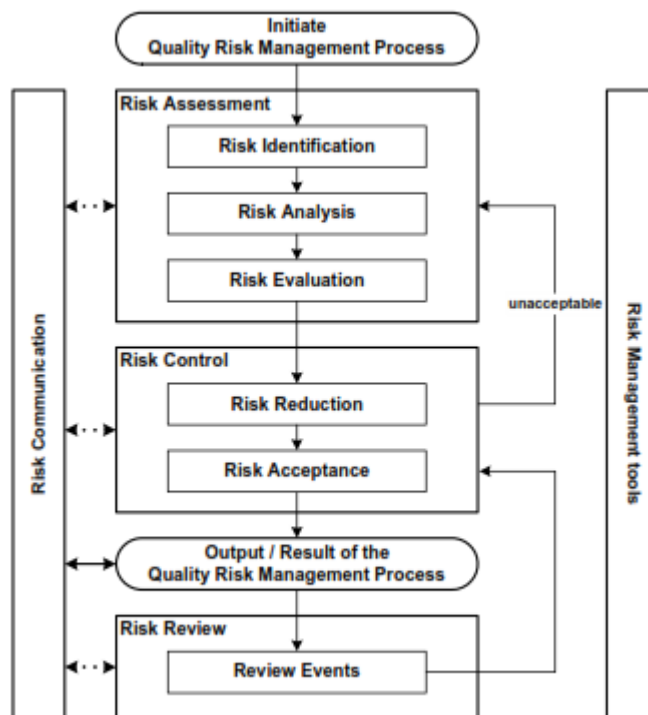 Initiate
Quality Risk Management Process
Risk Assessment
Risk Identification
Risk Analysis
Risk Evaluation
unacceptable
Risk Communication
Risk Management tools
Risk Control
Risk Reduction
Risk Acceptance
Output / Result of the
Quality Risk Management Process
Risk Review
Review Events